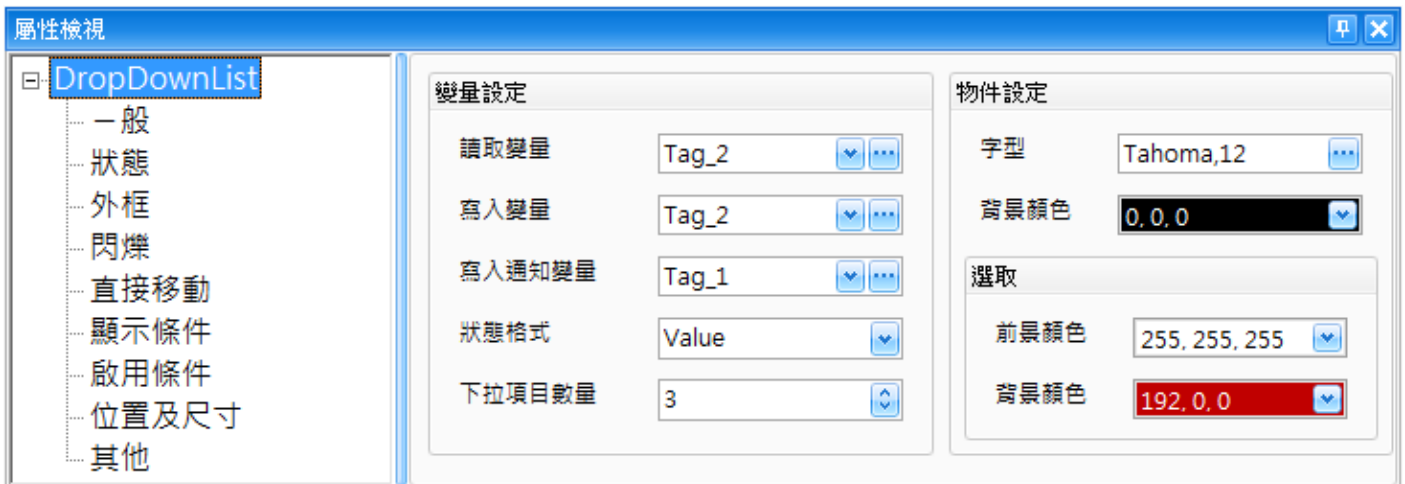 屬性檢視
DropDownList
一般
狀態
外框
閃爍
直接移動
顯示條件
啟用條件
位置及尺寸
其他
變量設定
讀取變量 Tag_2
寫入變量 Tag_2
寫入通知變量 Tag_1
狀態格式 Value
下拉項目數量 3
物件設定
字型 Tahoma,12
背景顏色 0, 0, 0
選取
前景顏色 255, 255, 255
背景顏色 192, 0, 0